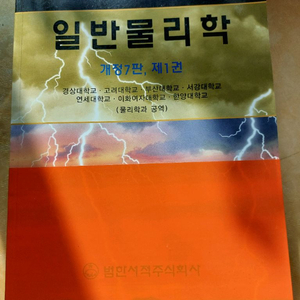 일반물리학
개정7판, 제1권
경상대학교 · 고려대학교 · 부산대학교 · 서강대학교
연세대학교 · 이화여자대학교 · 한양대학교
(물리학과 공역)
범한서적주식회사